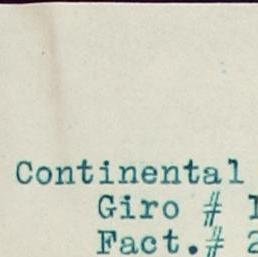 Continental
Giro #
Fact.#